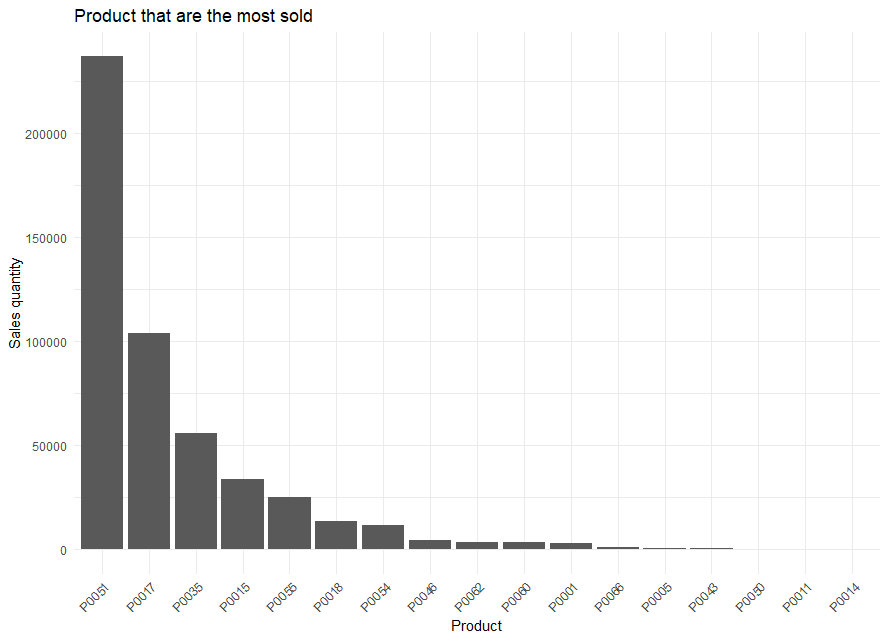 Product that are the most sold
Sales quantity
200000
150000
100000
50000
0
P0051 P0017 P0035 P0015 P0055 P0018 P0054 P0046 P0062 P0060 P0001 P0066 P0005 P0043 P0050 P0011 P0014
Product